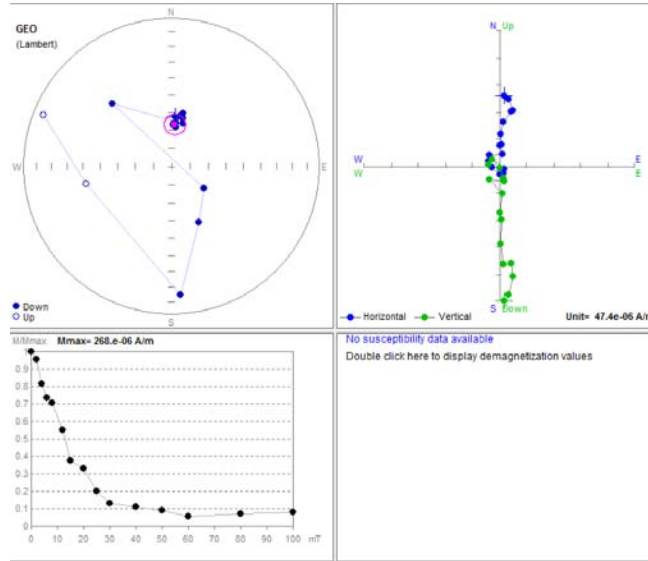 N
GEO
(Lambert)
W
E
S
Down
Up
N Up
W
W
E
E
S Down
Horizontal
Vertical
Unit= 47.4e-06 A/m
M/Mmax
Mmax= 268.e-06 A/m
0.9
0.8
0.7
0.6
0.5
0.4
0.3
0.2
0.1
0
0 10 20 30 40 50 60 70 80 90 100 mT
No susceptibility data available
Double click here to display demagnetization values